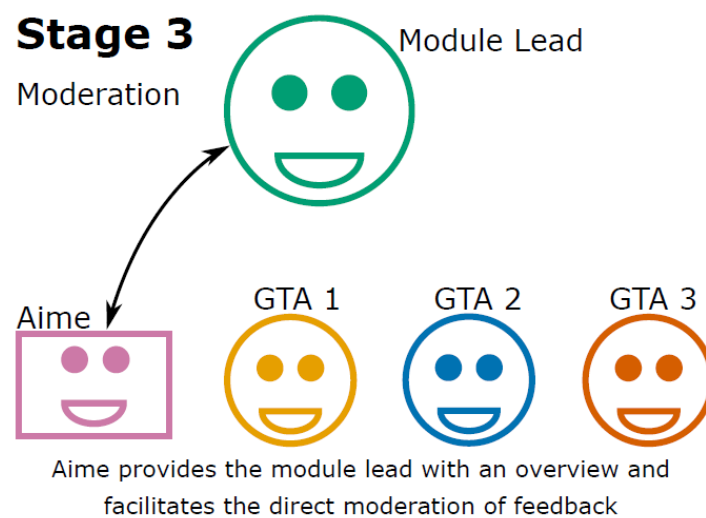 Stage 3
Module Lead
Moderation
Aime
GTA 1
GTA 2
GTA 3
Aime provides the module lead with an overview and
facilitates the direct moderation of feedback